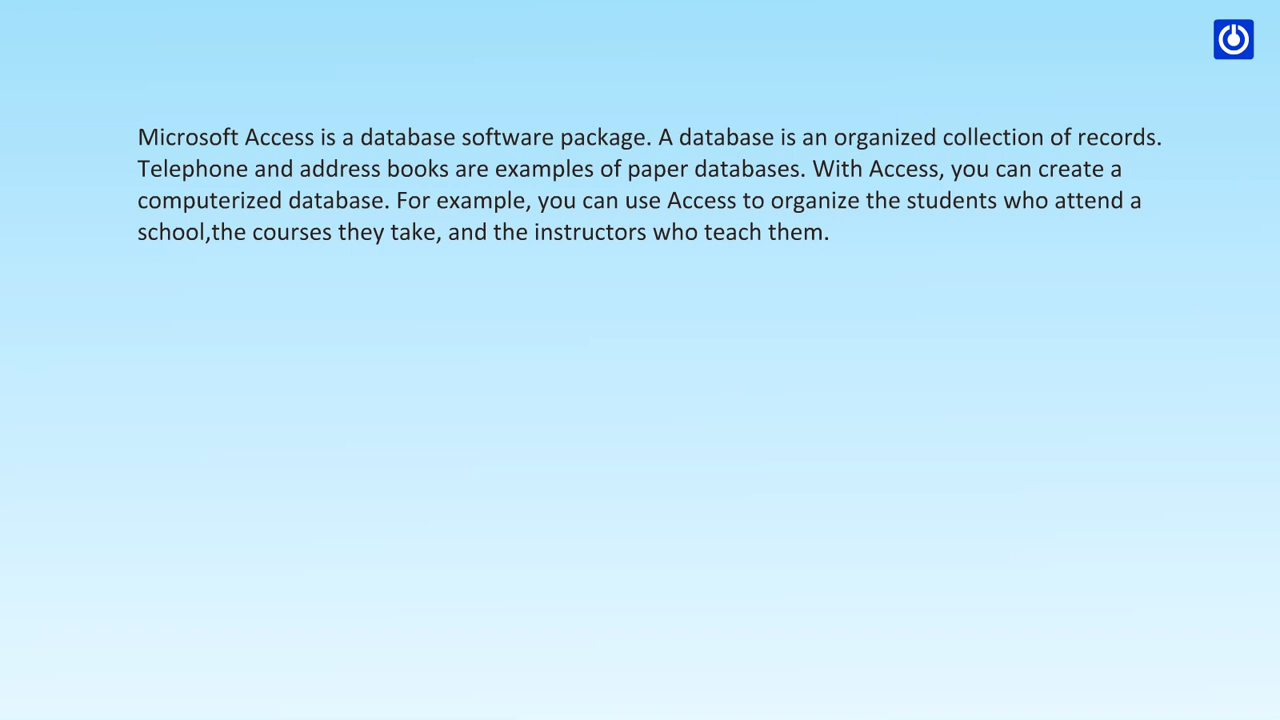 Microsoft Access is a database software package. A database is an organized collection of records.
Telephone and address books are examples of paper databases. With Access, you can create a
computerized database. For example, you can use Access to organize the students who attend a
school,the courses they take, and the instructors who teach them.